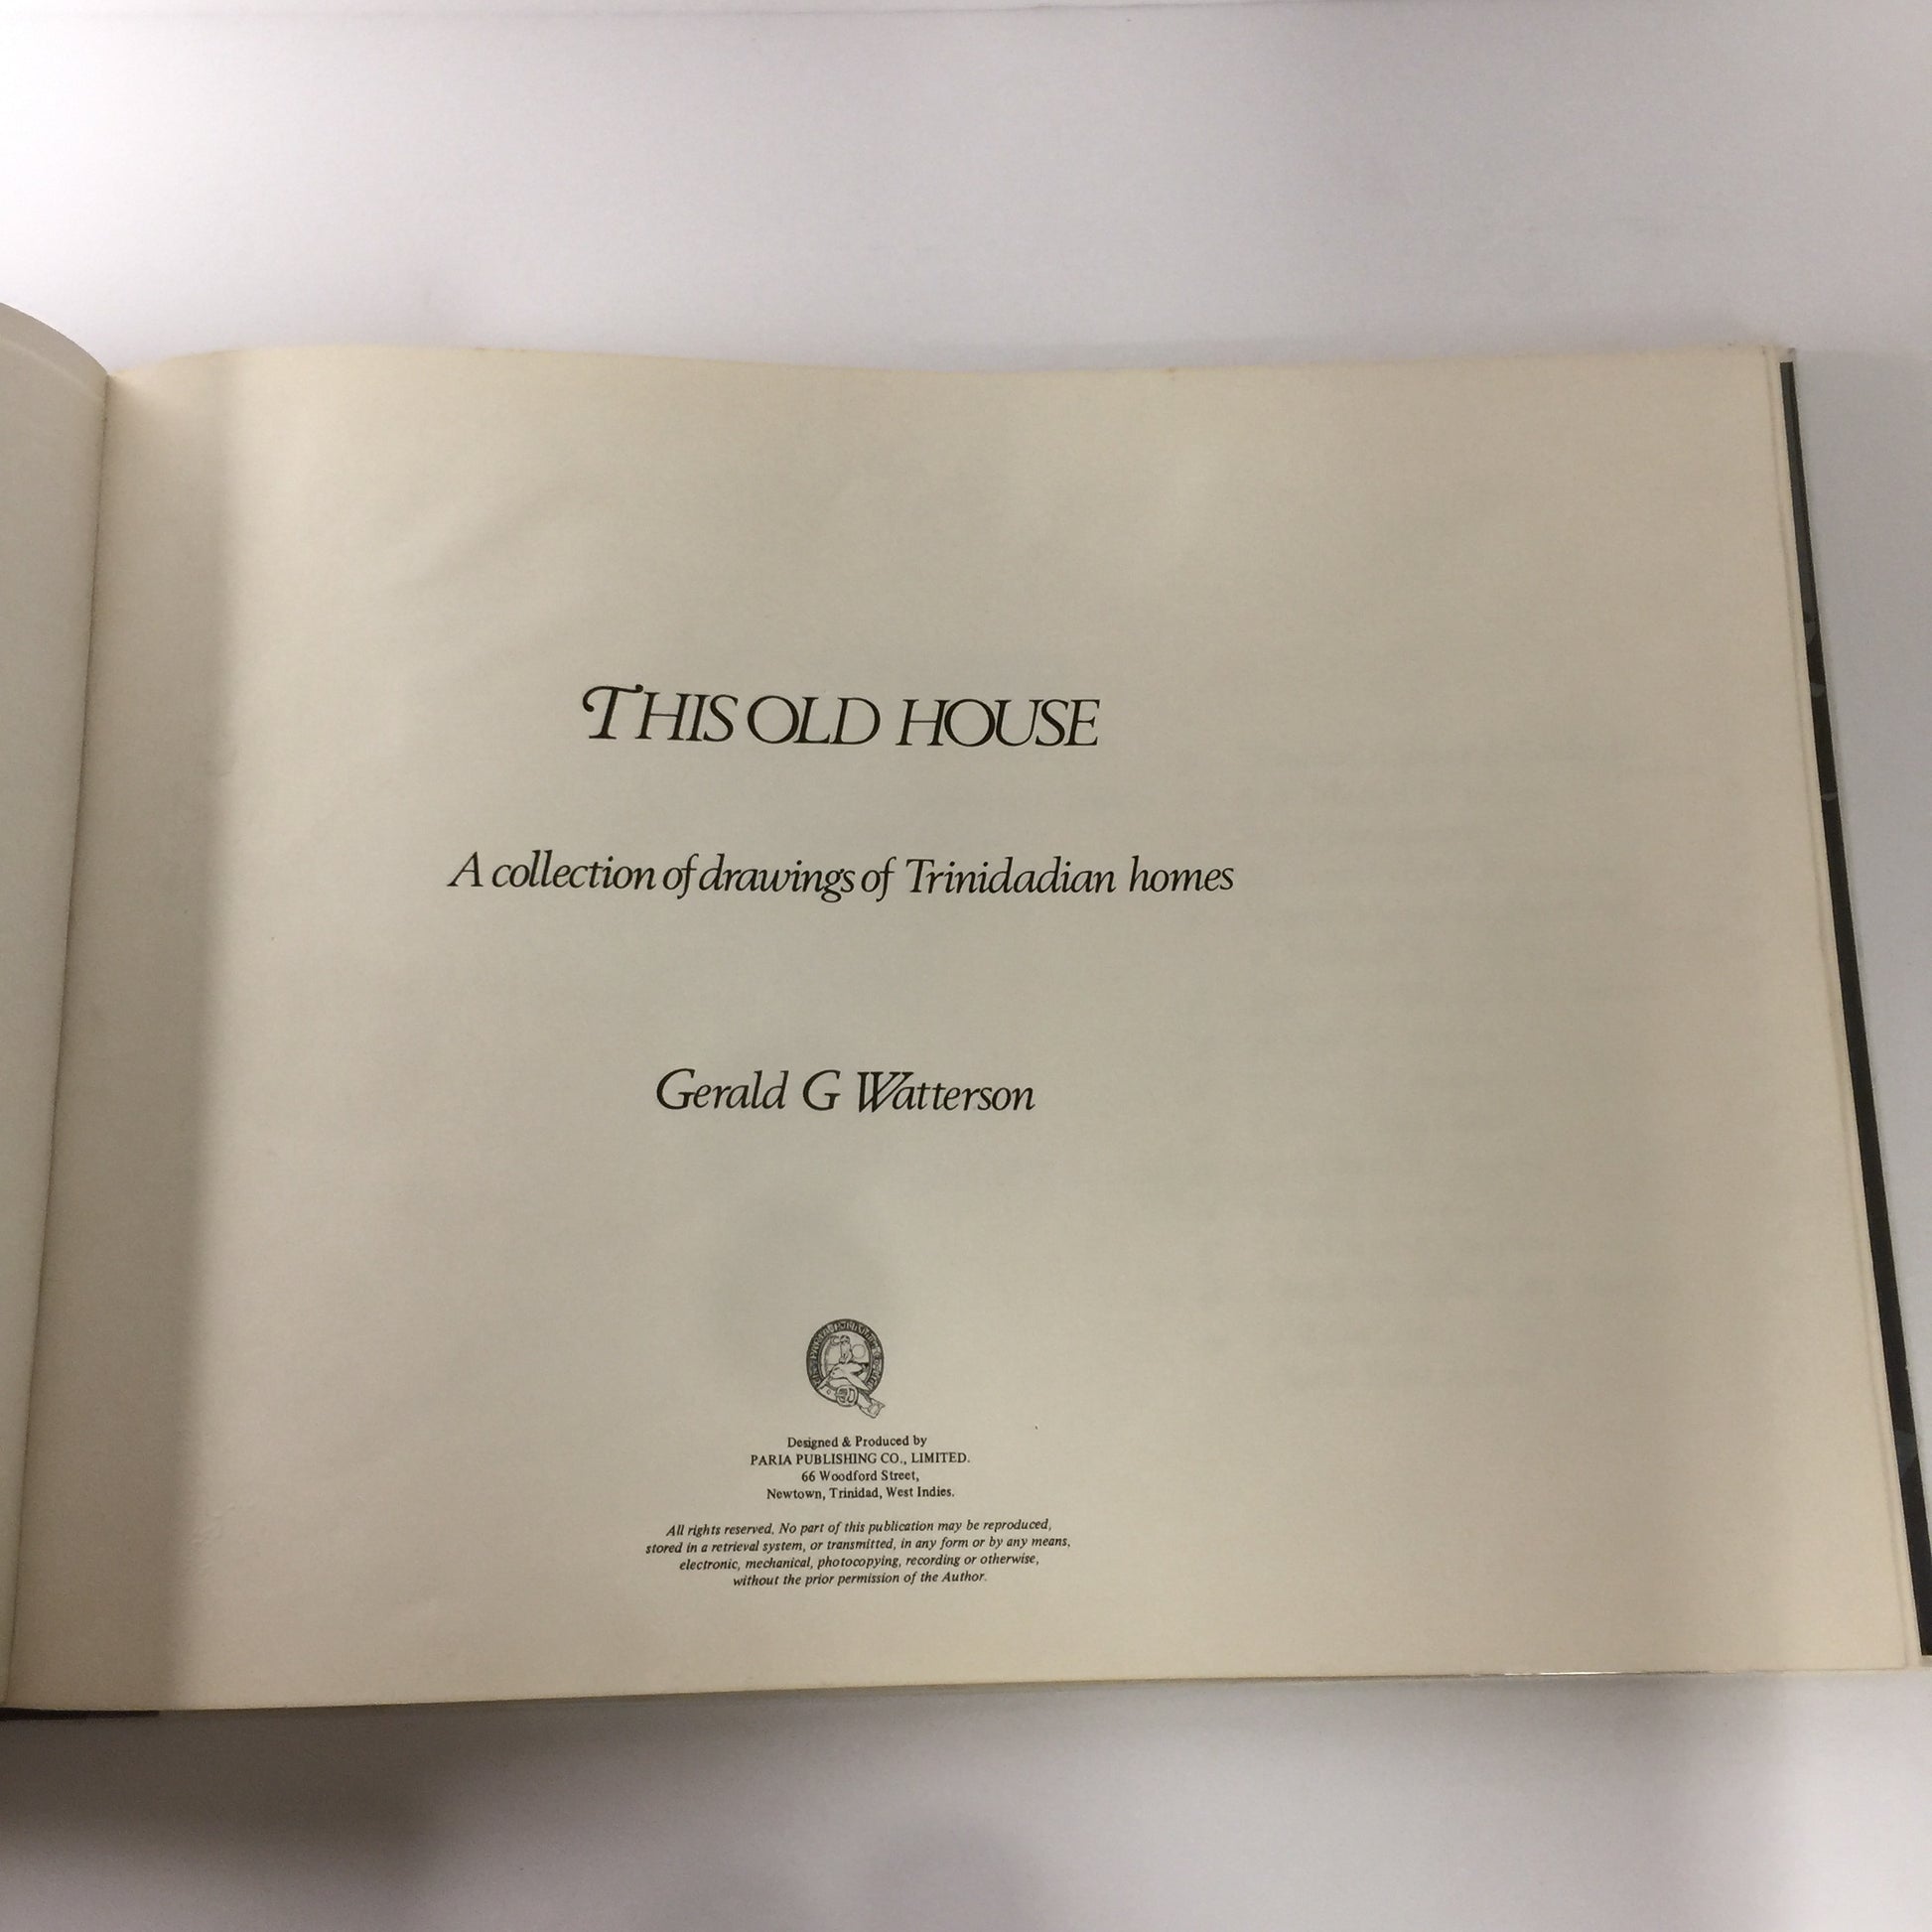 THIS OLD HOUSE
A collection of drawings of Trinidadian homes
Gerald G Watterson
Designed & Produced by
PARIA PUBLISHING CO., LIMITED.
66 Woodford Street,
Newtown, Trinidad, West Indies.
All rights reserved. No part of this publication may be reproduced,
stored in a retrieval system, or transmitted, in any form or by any means,
electronic, mechanical, photocopying, recording or otherwise,
without the prior permission of the Author.